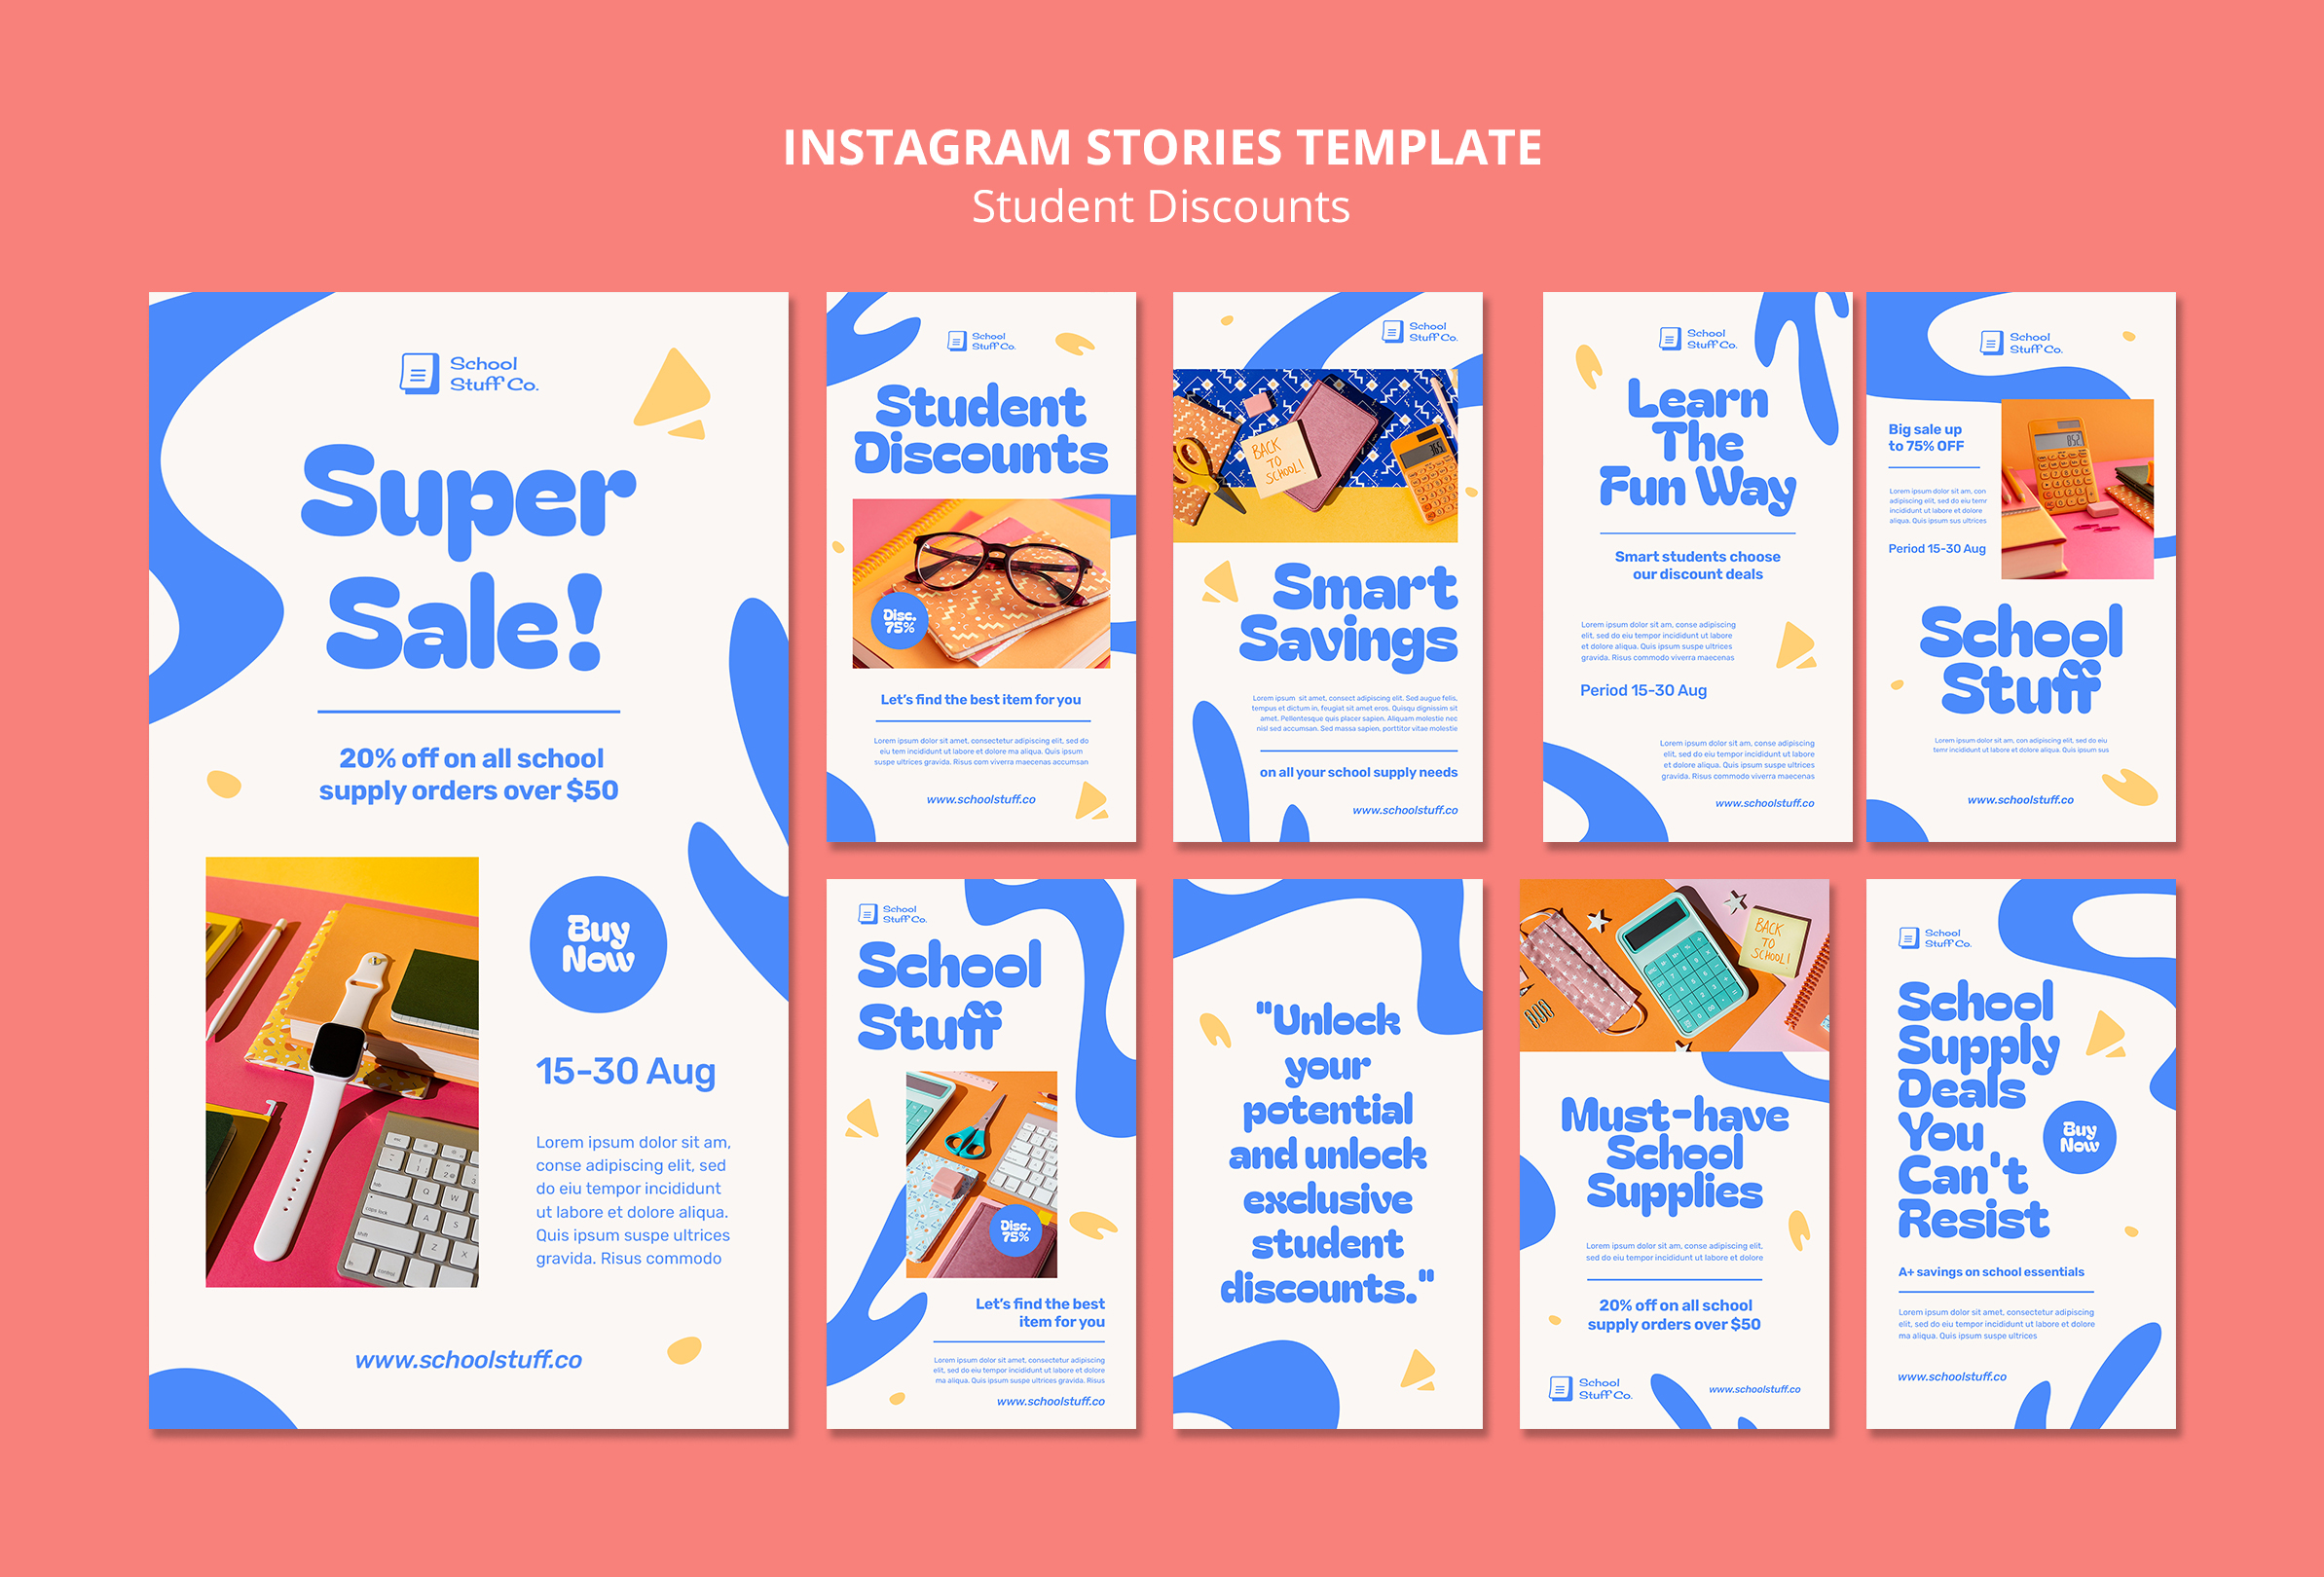 INSTAGRAM STORIES TEMPLATE
Student Discounts
School
Stuff Co.
Super
Sale!
20% off on all school
supply orders over $50
Buy
Now
15-30 Aug
Lorem ipsum dolor sit am,
conse adipiscing elit, sed
do eiu tempor incididunt
ut labore et dolore aliqua.
Quis ipsum suspe ultrices
gravida. Risus commodo
www.schoolstuff.co
School
Stuff Co.
Student
Discounts
Disc.
75%
Let's find the best item for you
Lorem ipsum dolor sit amet, consectetur adipiscing elit, sed do
eiu tem incididunt ut labore et dolore ma aliqua. Quis ipsum
suspe ultrices gravida. Risus com viverra maecenas accumsan
www.schoolstuff.co
School
Stuff Co.
BACK
TO
SCHOOL!
Smart
Savings
Lorem ipsum sit amet, consect adipiscing elit. Sed augue felis,
tempus et dictum in, feugiat sit amet eros. Quisqu dignissim sit
amet. Pellentesque quis placer sapien. Aliquam molestie nec
nisl sed accumsan. Sed massa sapien, porttitor vitae molestie
on all your school supply needs
www.schoolstuff.co
School
Stuff Co.
Learn
The
Fun Way
Smart students choose
our discount deals
Lorem ipsum dolor sit amet, conse adipiscing
elit, sed do eiu tempor incididunt ut labore
et dolore aliqua. Quis ipsum suspe ultrices
gravida. Risus commodo viverra maecenas
Period 15-30 Aug
Lorem ipsum dolor sit amet, conse adipiscing
elit, sed do eiu tempor incididunt ut labore
et dolore aliqua. Quis ipsum suspe ultrices
gravida. Risus commodo viverra maecenas
www.schoolstuff.co
School
Stuff Co.
Big sale up
to 75% OFF
Lorem ipsum dolor sit am, con
adipiscing elit, sed do eiu temr
incididunt ut labore et dolore
aliqua. Quis ipsum sus ultrices
Period 15-30 Aug
852
School
Stuff
Lorem ipsum dolor sit am, con adipiscing elit, sed do eiu
temr incididunt ut labore et dolore aliqua. Quis ipsum sus
www.schoolstuff.co
School
Stuff Co.
School
Stuff
Disc.
75%
Let's find the best
item for you
Lorem ipsum dolor sit amet, consectetur adipiscing
elit, sed do eiu tempor incididunt ut labore et dolore
ma aliqua. Quis ipsum suspe ultrices gravida. Risus
www.schoolstuff.co
"Unlock
your
potential
and unlock
exclusive
student
discounts."
BACK
TO
SCHOOL!
Must-have
School
Supplies
Lorem ipsum dolor sit amet, conse adipiscing elit,
sed do eiu tempor incididunt ut labore et dolore
20% off on all school
supply orders over $50
School
Stuff Co.
www.schoolstuff.co
School
Stuff Co.
School
Supply
Deals
You
Can't
Resist
Buy
Now
A+ savings on school essentials
Lorem ipsum dolor sit amet, consectetur adipiscing
elit, sed do eiu tempor incididunt ut labore et dolore
ma aliqua. Quis ipsum suspe ultrices
www.schoolstuff.co